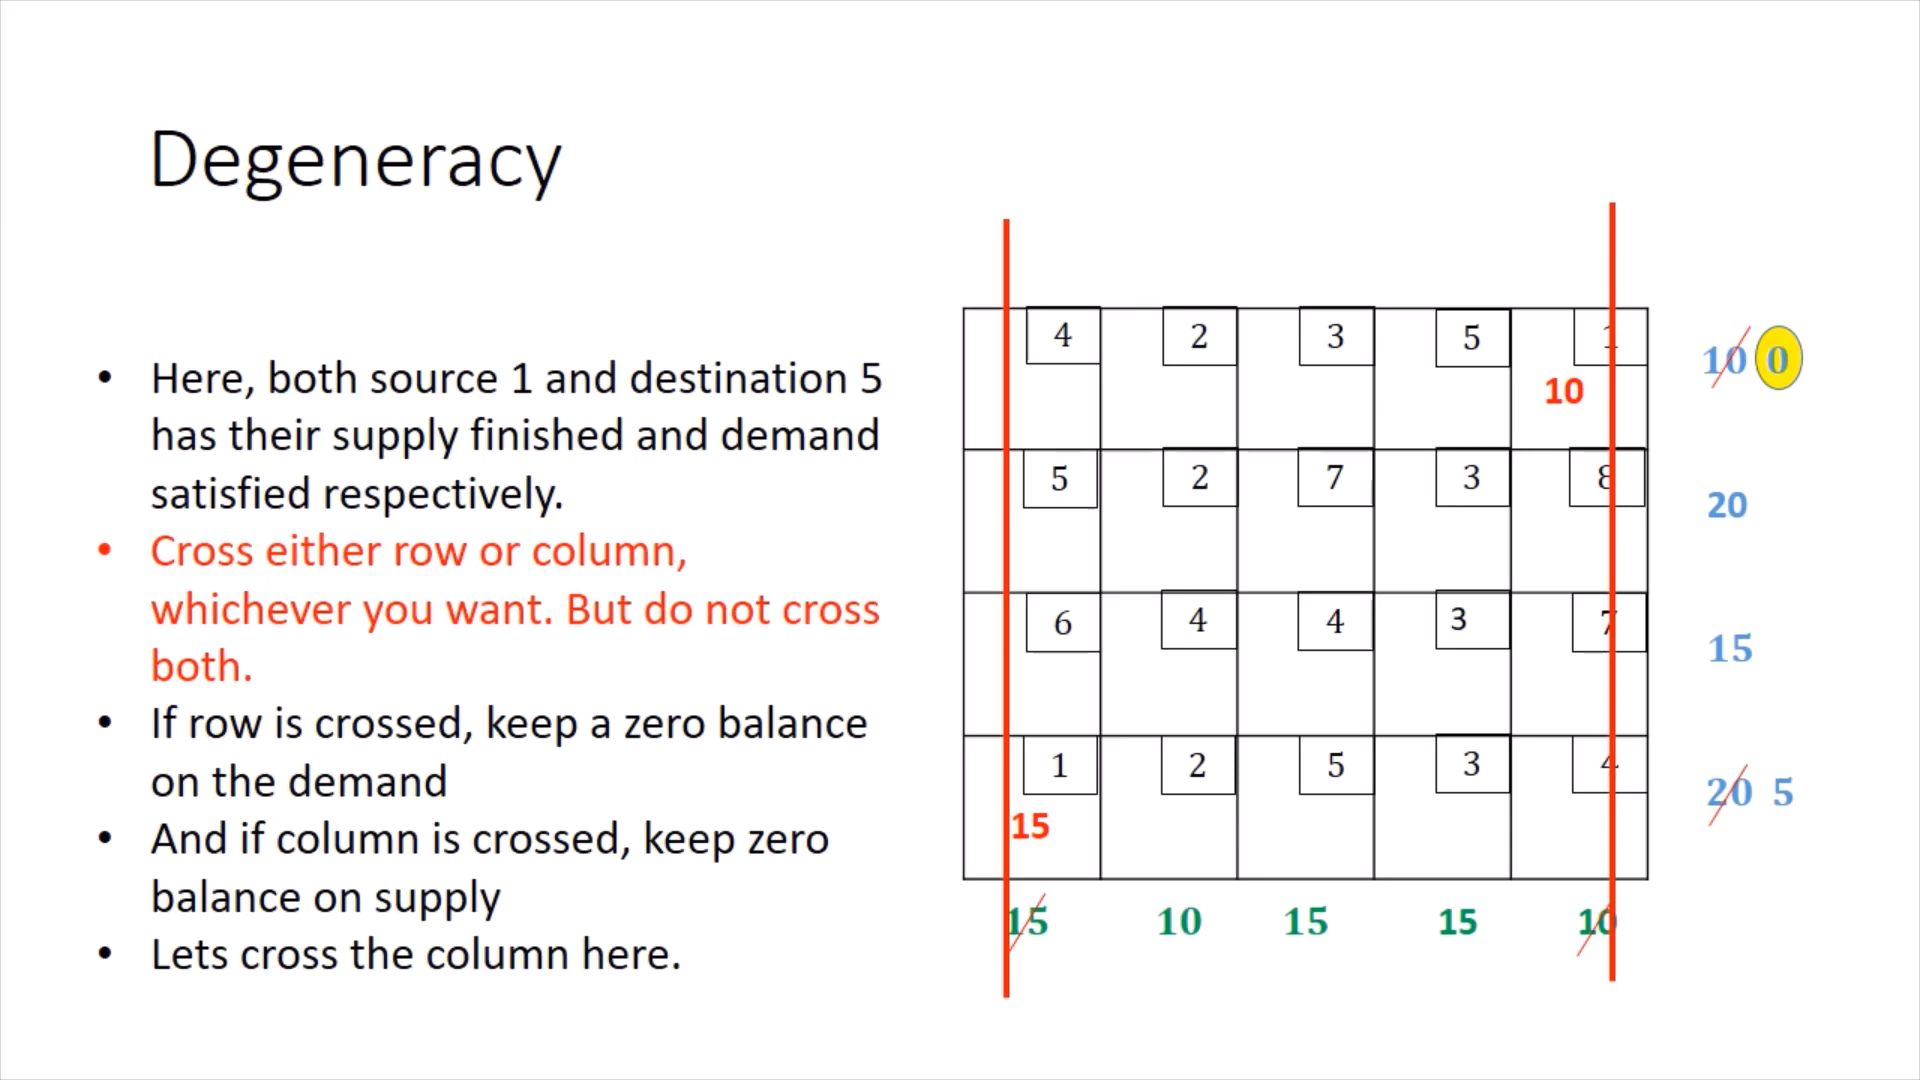 Degeneracy
• Here, both source 1 and destination 5
has their supply finished and demand
satisfied respectively.
• Cross either row or column,
whichever you want. But do not cross
both.
• If row is crossed, keep a zero balance
on the demand
• And if column is crossed, keep zero
balance on supply
• Lets cross the column here.
4 2 3 5 1
10 10 0
5 2 7 3 8
20
6 4 4 3 7
15
1 2 5 3 4
15 20 5
15 10 15 15 10